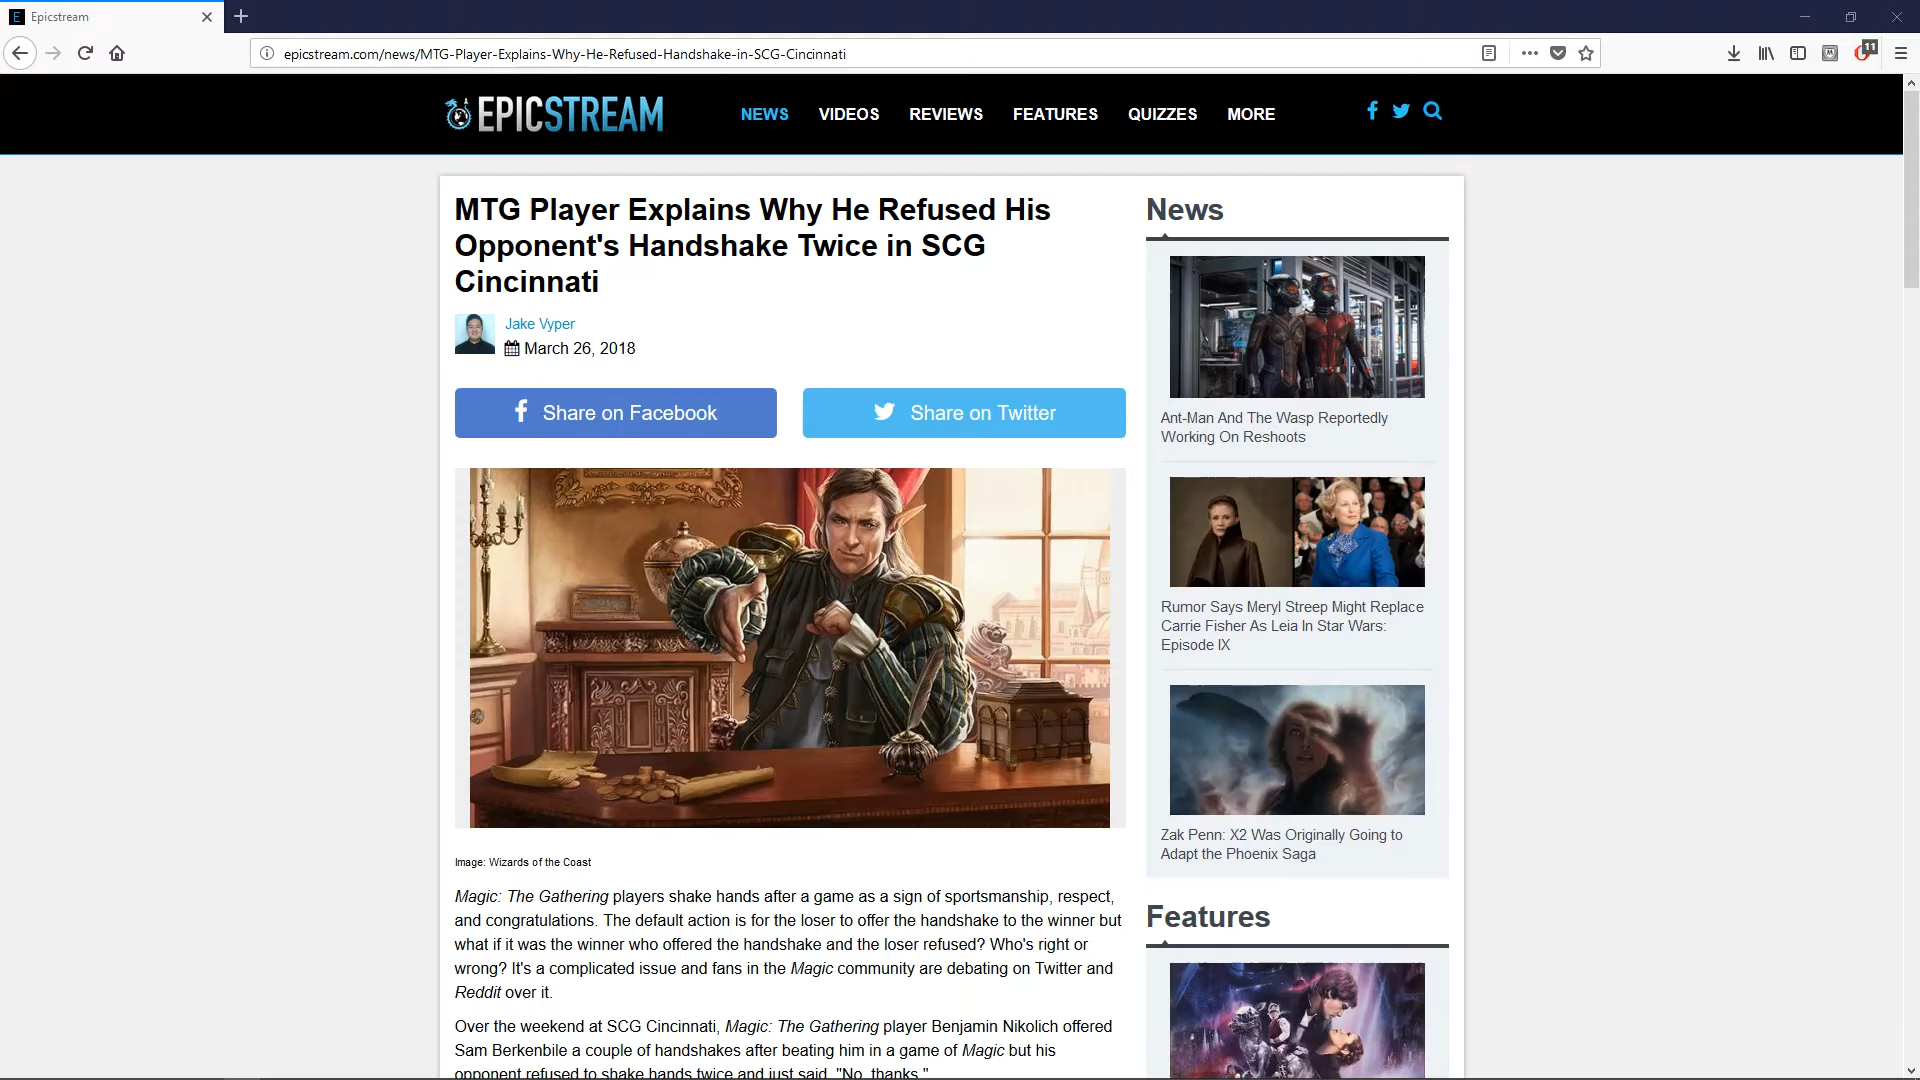 Epicstream
epicstream.com/news/MTG-Player-Explains-Why-He-Refused-Handshake-in-SCG-Cincinnati
11
EPICSTREAM
NEWS
VIDEOS
REVIEWS
FEATURES
QUIZZES
MORE
MTG Player Explains Why He Refused His
Opponent's Handshake Twice in SCG
Cincinnati
Jake Vyper
March 26, 2018
Share on Facebook
Share on Twitter
Image: Wizards of the Coast
Magic: The Gathering players shake hands after a game as a sign of sportsmanship, respect,
and congratulations. The default action is for the loser to offer the handshake to the winner but
what if it was the winner who offered the handshake and the loser refused? Who's right or
wrong? It's a complicated issue and fans in the Magic community are debating on Twitter and
Reddit over it.
Over the weekend at SCG Cincinnati, Magic: The Gathering player Benjamin Nikolich offered
Sam Berkenbile a couple of handshakes after beating him in a game of Magic but his
opponent refused to shake hands twice and just said, "No, thanks."
News
Ant-Man And The Wasp Reportedly
Working On Reshoots
Rumor Says Meryl Streep Might Replace
Carrie Fisher As Leia In Star Wars:
Episode IX
Zak Penn: X2 Was Originally Going to
Adapt the Phoenix Saga
Features